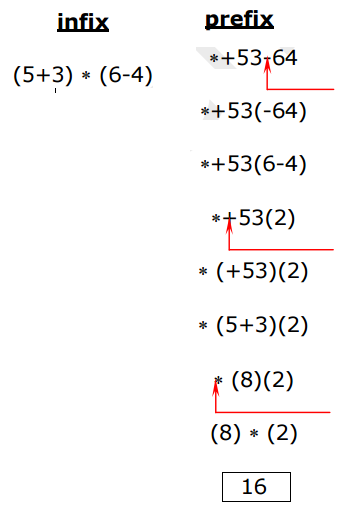 infix
prefix
(5+3) * (6-4)
*+53-64
*+53(-64)
*+53(6-4)
*+53(2)
* (+53)(2)
* (5+3)(2)
* (8)(2)
(8) * (2)
16